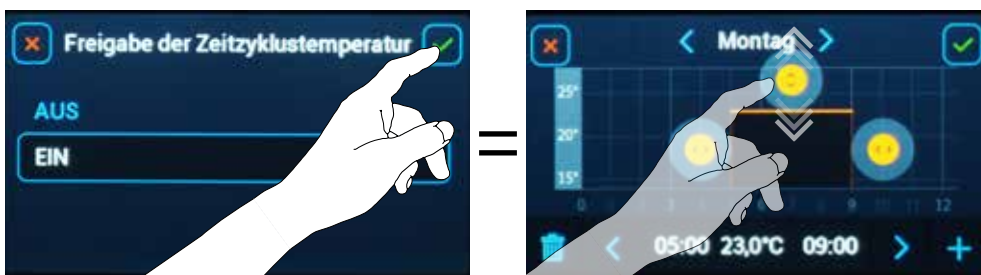 Freigabe der Zeitzyklustemperatur
AUS
EIN
=
Montag
25°
20°
15°
0 3 6 9 12
05:00 23,0°C 09:00